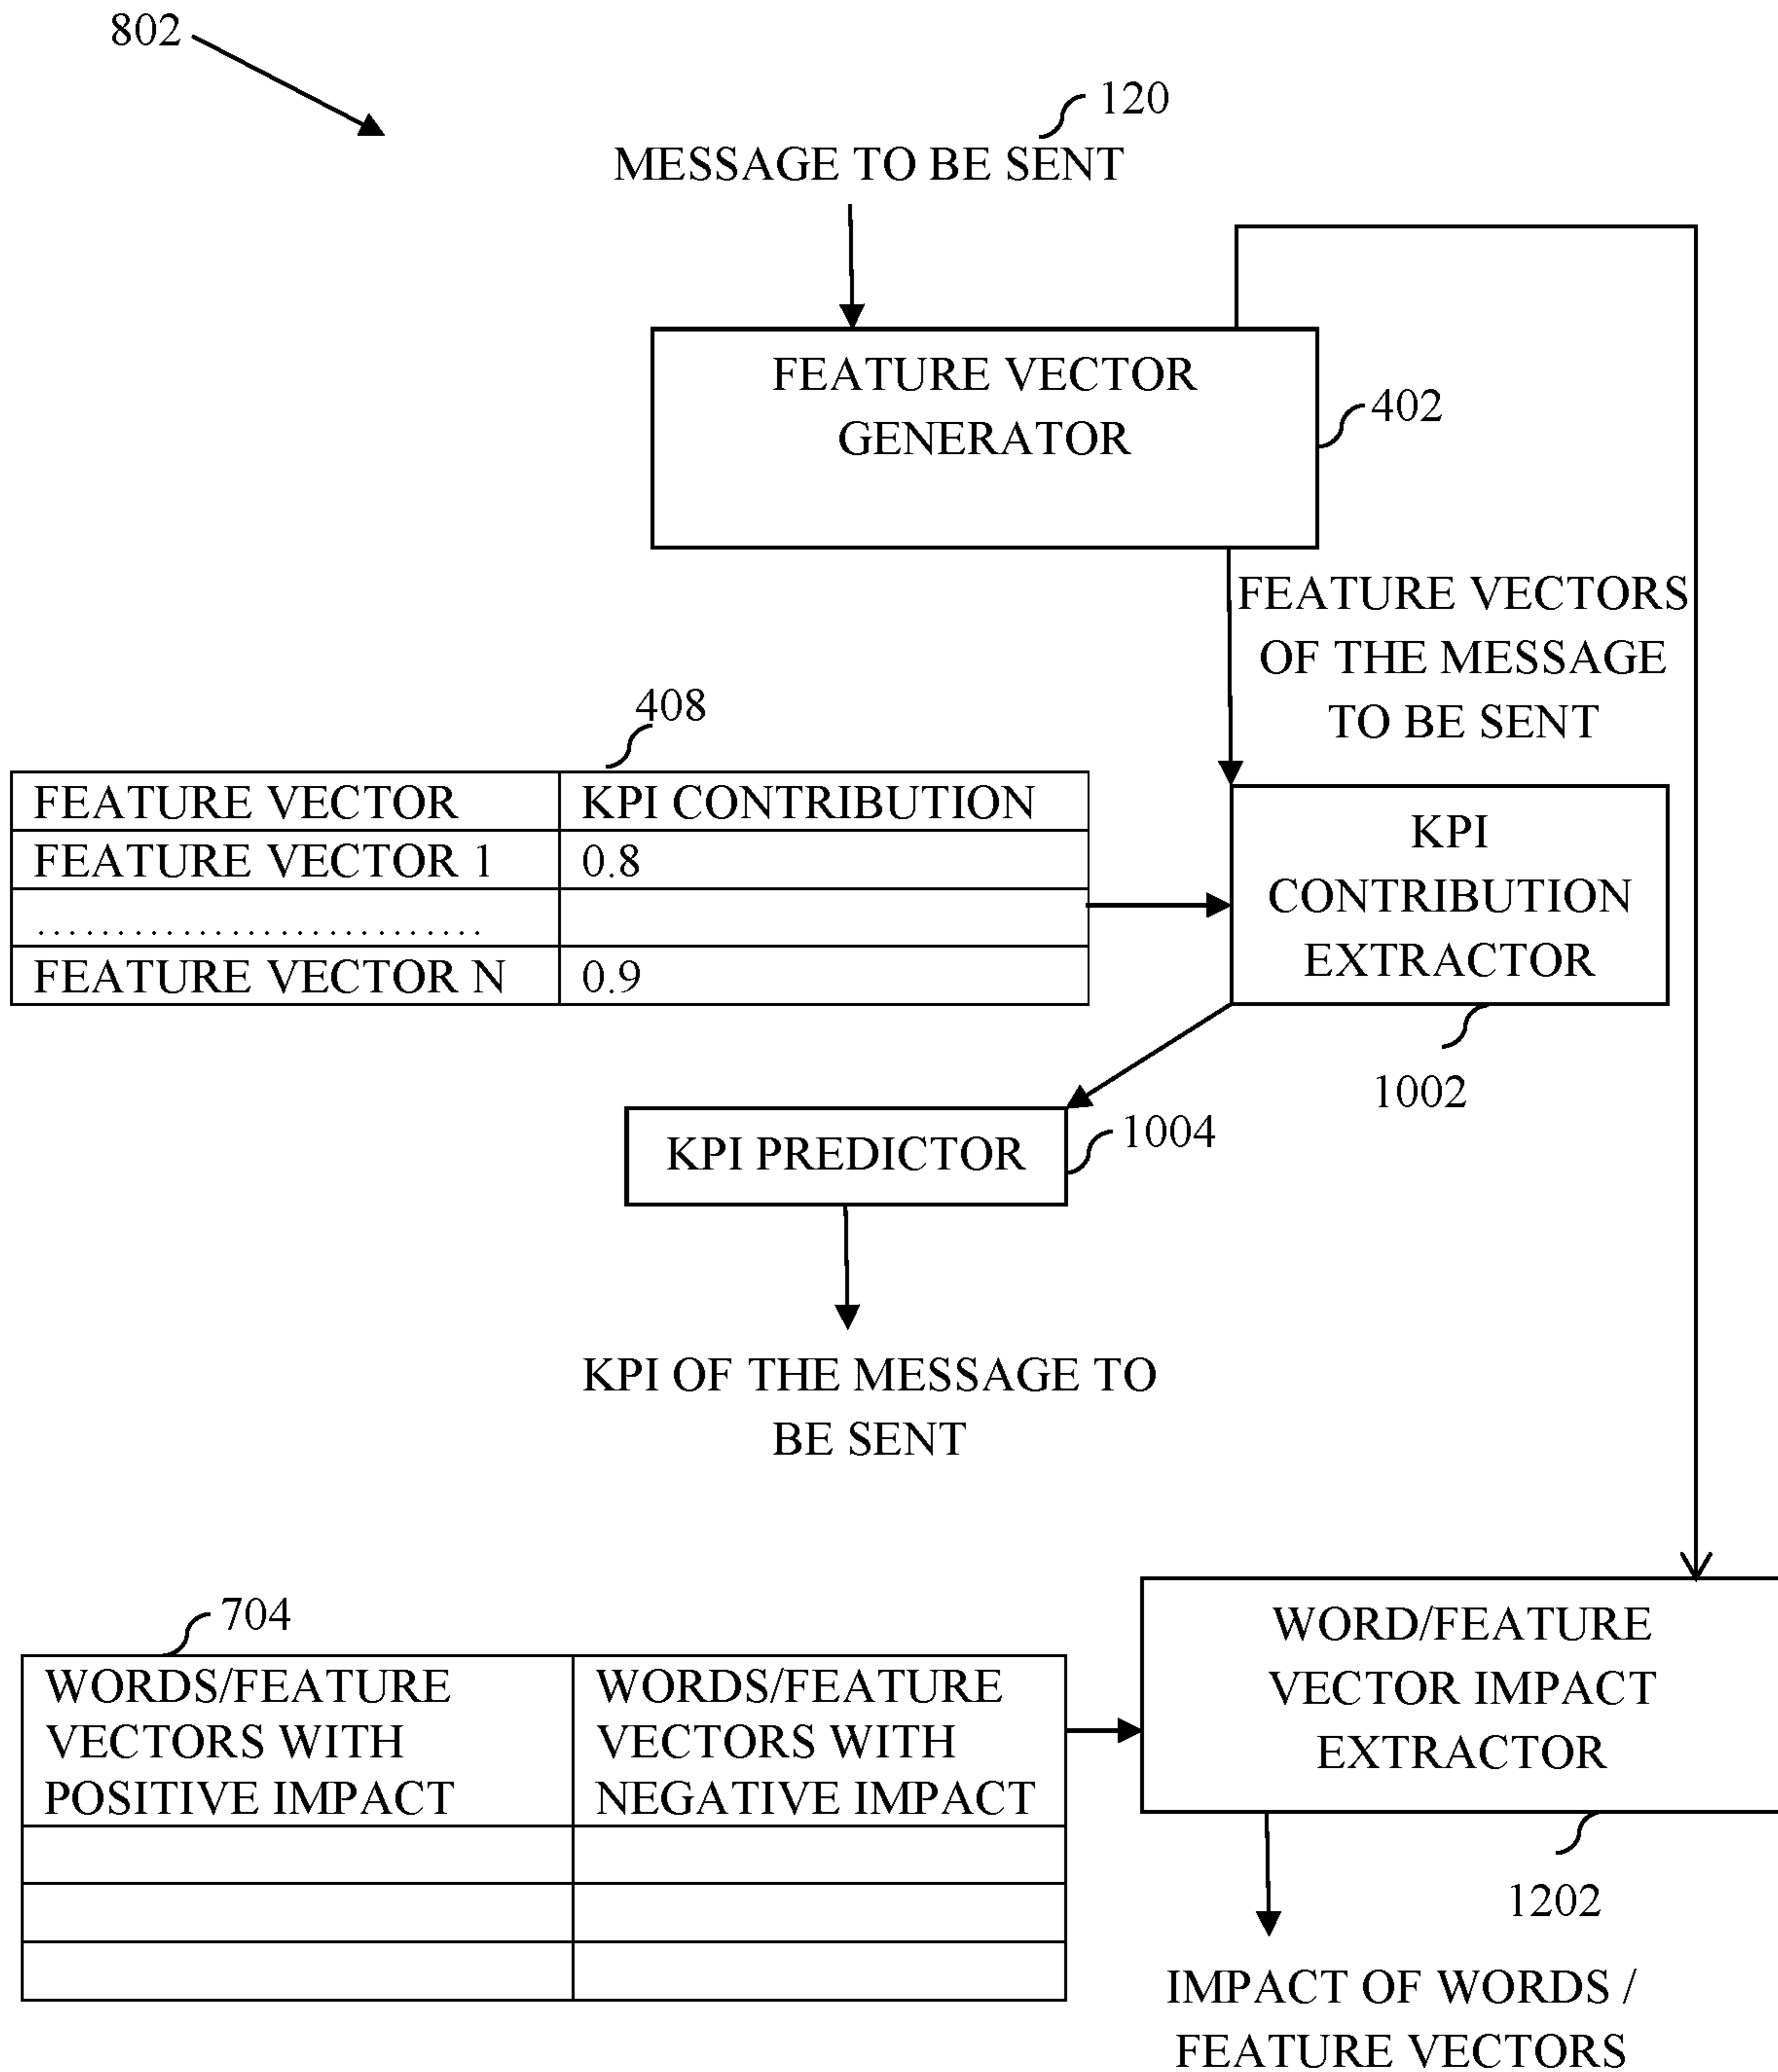 802
120
MESSAGE TO BE SENT
FEATURE VECTOR
GENERATOR
402
FEATURE VECTORS
OF THE MESSAGE
TO BE SENT
408
FEATURE VECTOR
KPI CONTRIBUTION
FEATURE VECTOR 1
0.8
............................
FEATURE VECTOR N
0.9
KPI
CONTRIBUTION
EXTRACTOR
1002
KPI PREDICTOR
1004
KPI OF THE MESSAGE TO
BE SENT
704
WORDS/FEATURE
VECTORS WITH
POSITIVE IMPACT
WORDS/FEATURE
VECTORS WITH
NEGATIVE IMPACT
WORD/FEATURE
VECTOR IMPACT
EXTRACTOR
1202
IMPACT OF WORDS /
FEATURE VECTORS